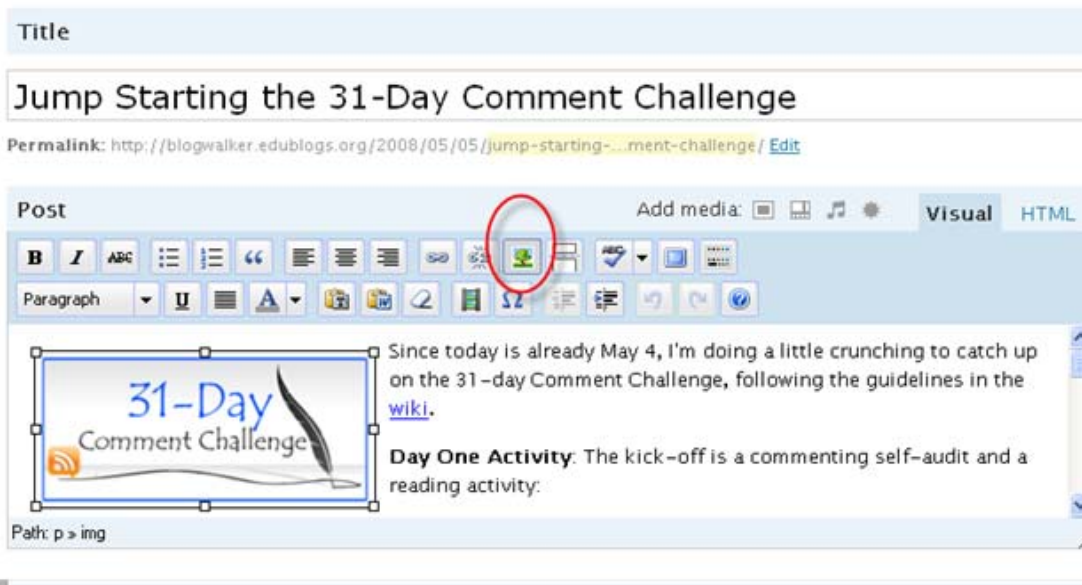 Title
Jump Starting the 31-Day Comment Challenge
Permalink: http://blogwalker.edublogs.org/2008/05/05/jump-starting-...ment-challenge/ Edit
Post Add media: Visual HTML
B I ABC “ ABC
Paragraph U A Ω ?
31-Day
Comment Challenge
Since today is already May 4, I'm doing a little crunching to catch up
on the 31-day Comment Challenge, following the guidelines in the
wiki.
Day One Activity: The kick-off is a commenting self-audit and a
reading activity:
Path: p » img